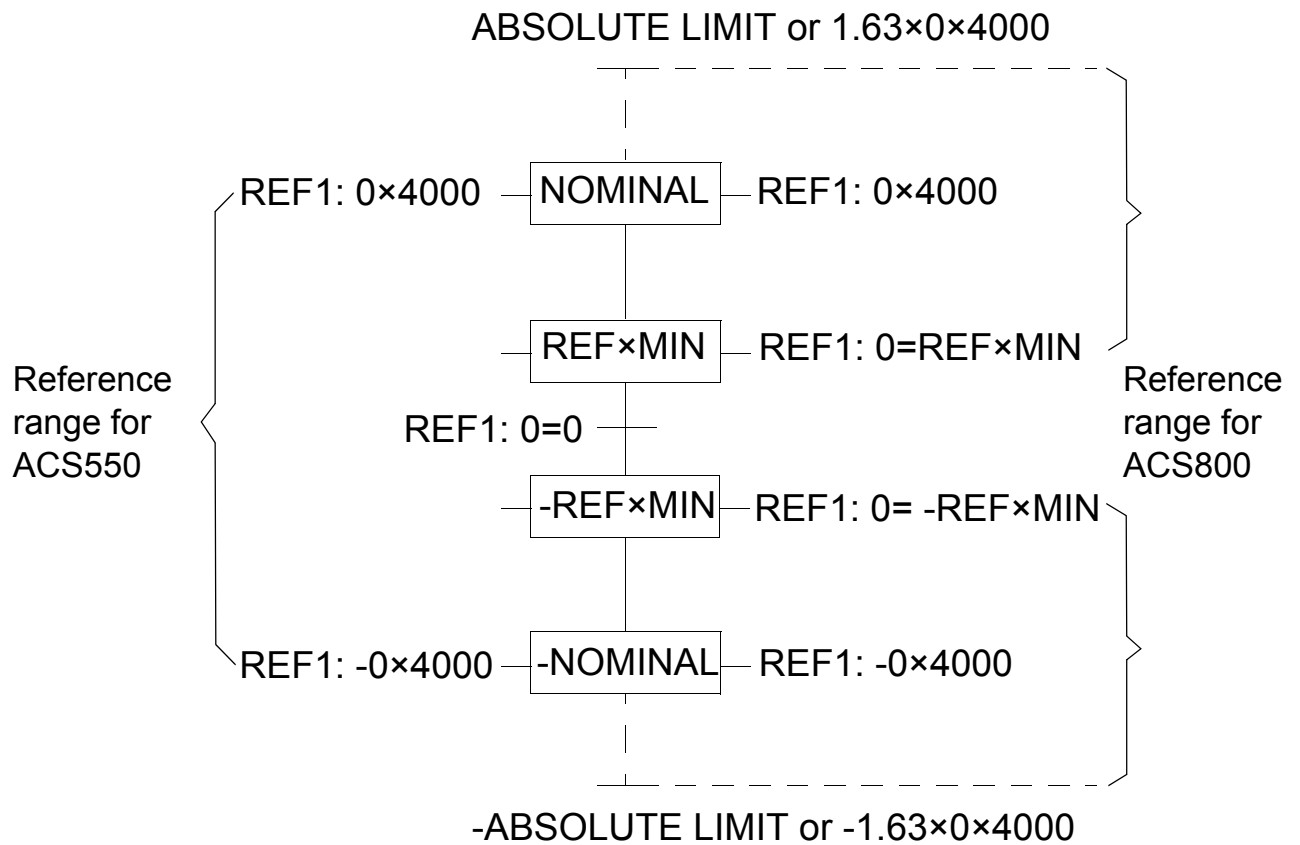 ABSOLUTE LIMIT or 1.63×0×4000
REF1: 0×4000
NOMINAL
REF1: 0×4000
REF×MIN
REF1: 0=REF×MIN
Reference
range for
ACS550
REF1: 0=0
Reference
range for
ACS800
-REF×MIN
REF1: 0= -REF×MIN
REF1: -0×4000
-NOMINAL
REF1: -0×4000
-ABSOLUTE LIMIT or -1.63×0×4000